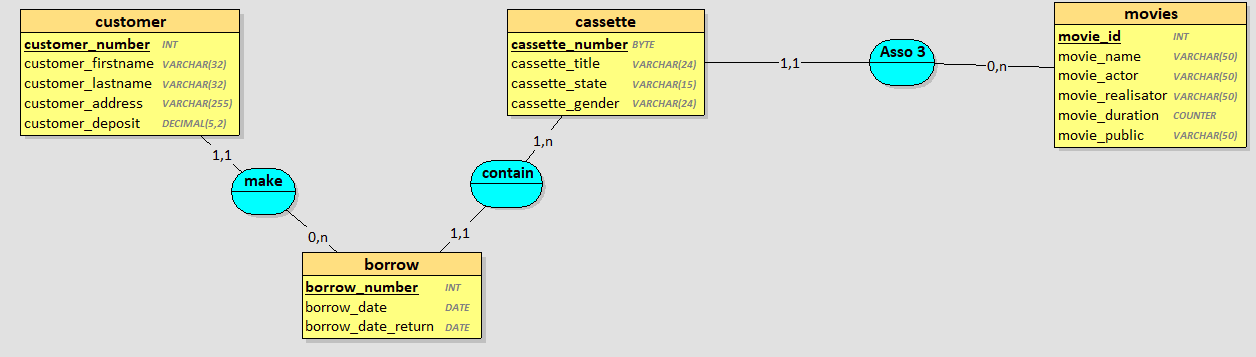 customer
customer_number INT
customer_firstname VARCHAR(32)
customer_lastname VARCHAR(32)
customer_address VARCHAR(255)
customer_deposit DECIMAL(5,2)
cassette
cassette_number BYTE
cassette_title VARCHAR(24)
cassette_state VARCHAR(15)
cassette_gender VARCHAR(24)
1,1
Asso 3
0,n
movies
movie_id INT
movie_name VARCHAR(50)
movie_actor VARCHAR(50)
movie_realisator VARCHAR(50)
movie_duration COUNTER
movie_public VARCHAR(50)
1,1
make
0,n
1,n
contain
1,1
borrow
borrow_number INT
borrow_date DATE
borrow_date_return DATE